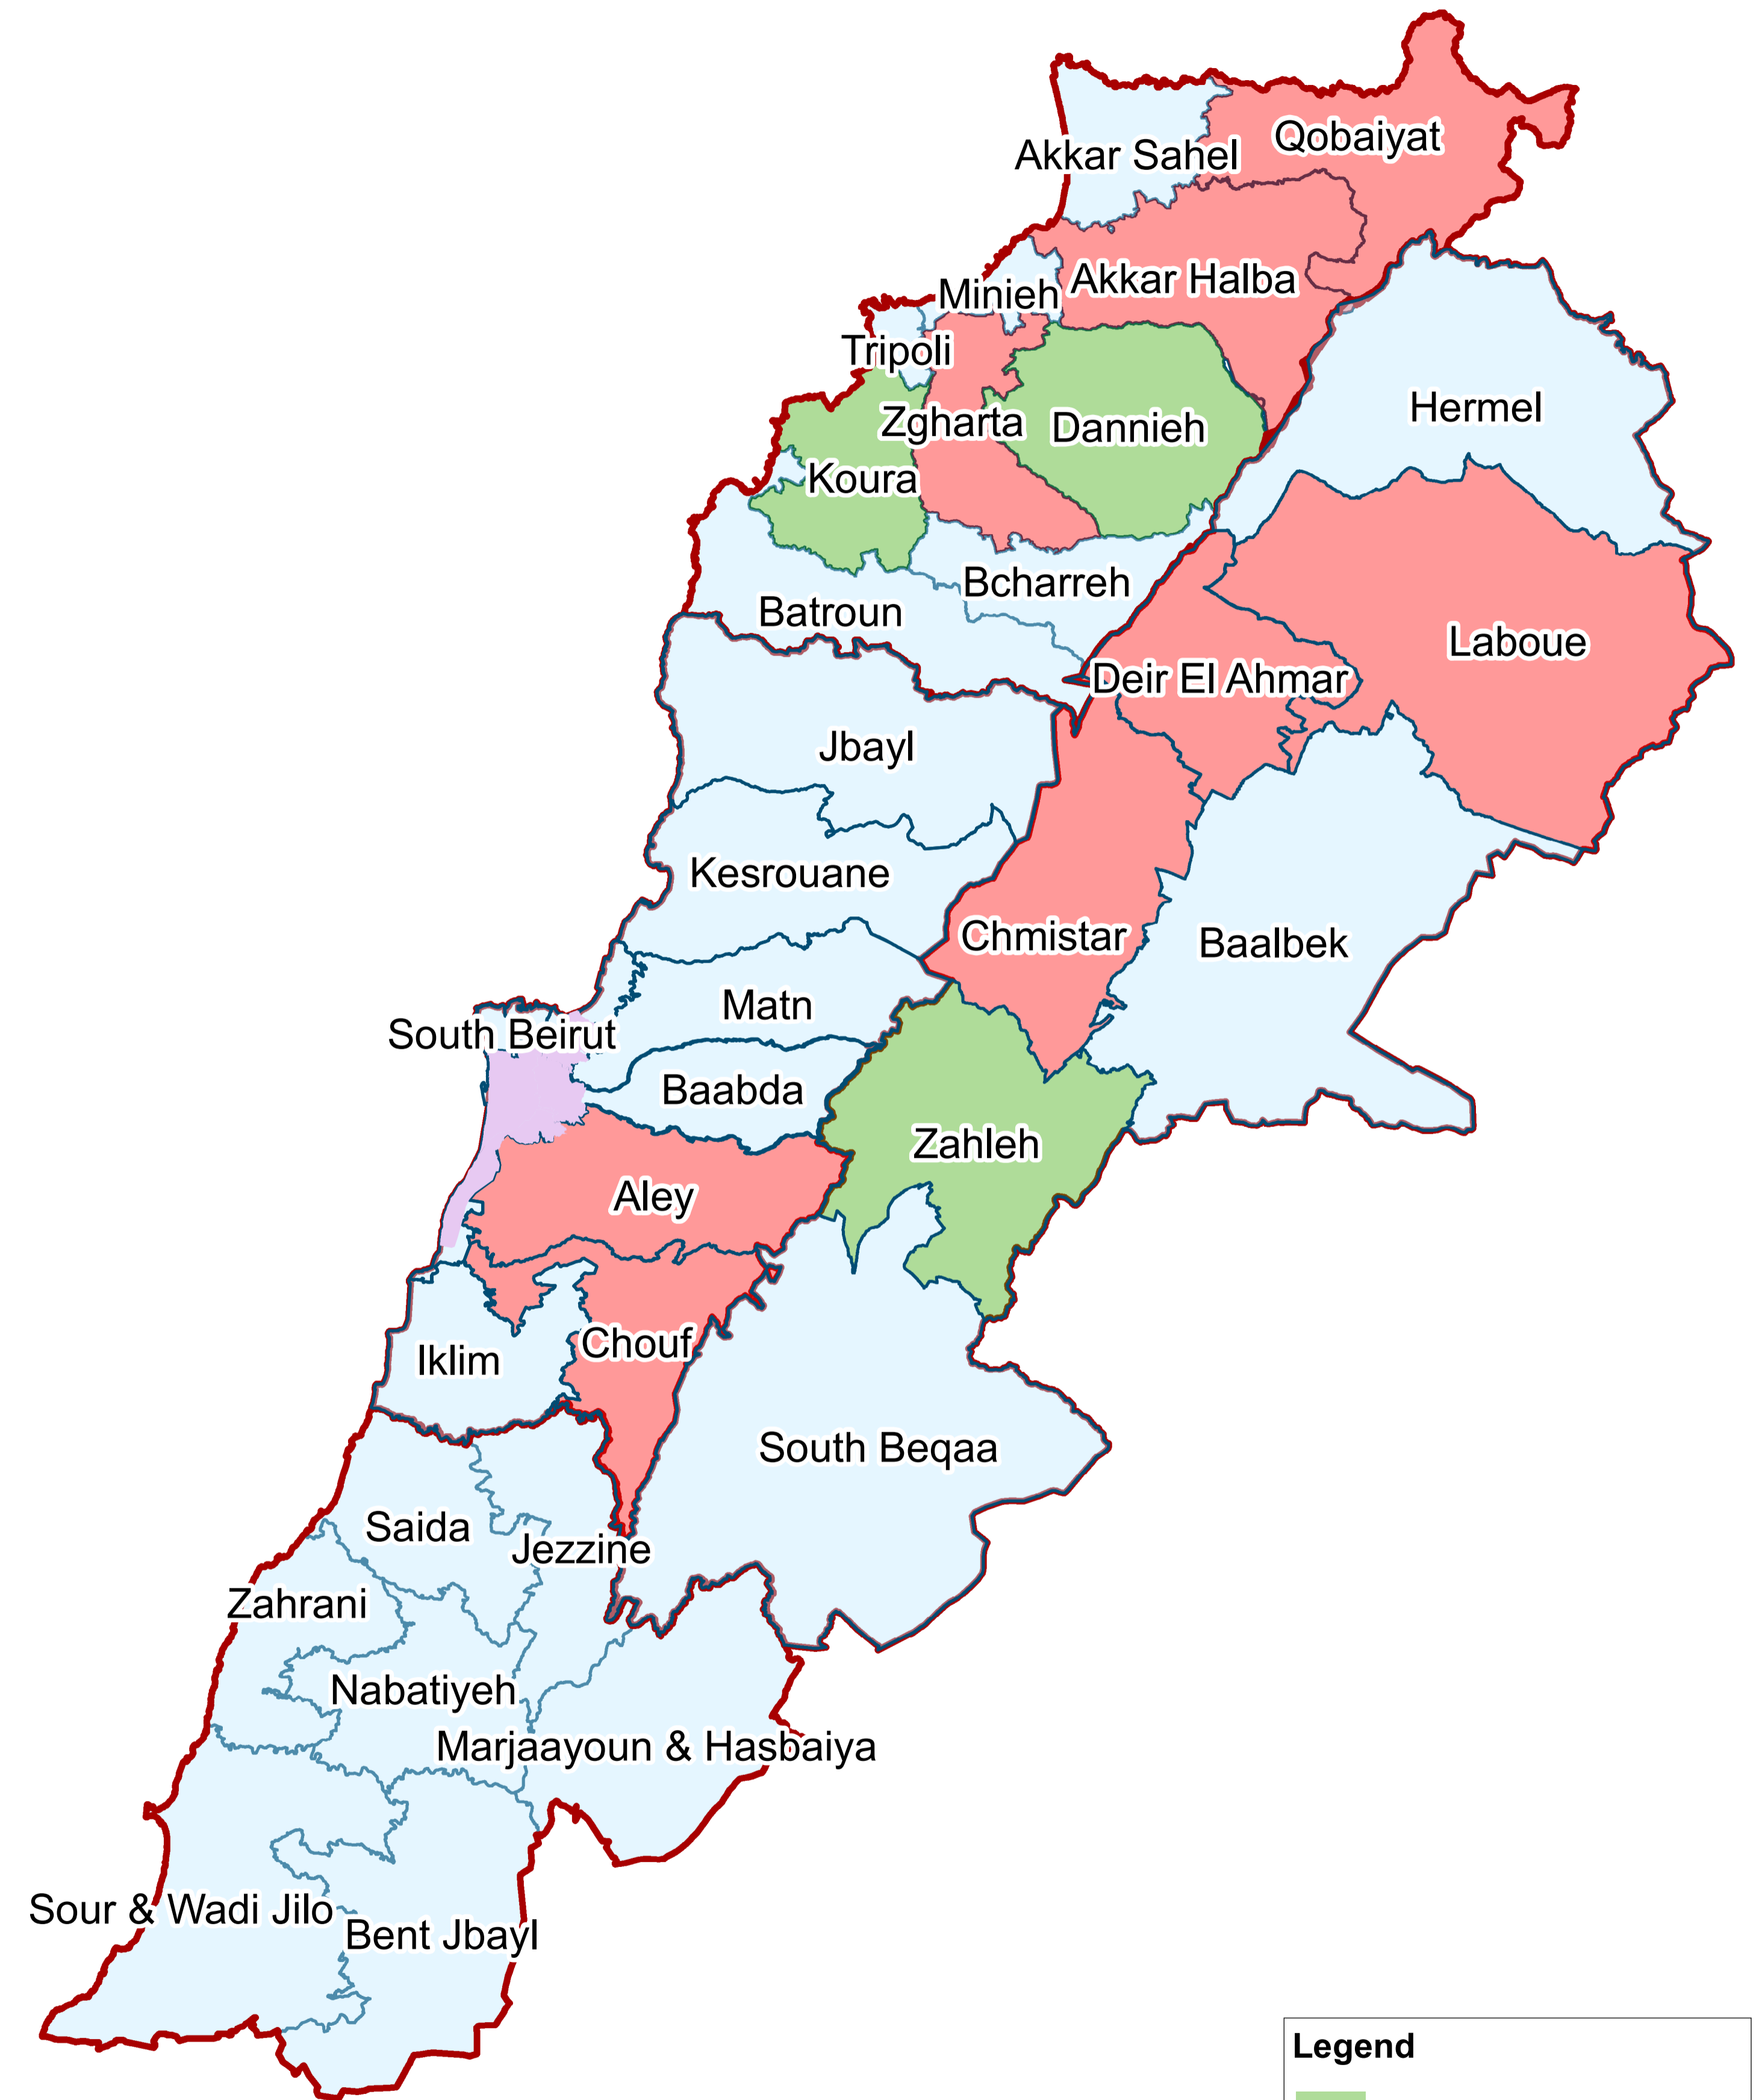 Qobaiyat
Akkar Sahel
Akkar Halba
Minieh
Tripoli
Hermel
Zgharta
Dannieh
Koura
Bcharreh
Batroun
Laboue
Deir El Ahmar
Jbayl
Kesrouane
Chmistar
Baalbek
Matn
South Beirut
Baabda
Zahleh
Aley
Chouf
Iklim
South Beqaa
Saida
Jezzine
Zahrani
Nabatiyeh
Marjaayoun & Hasbaiya
Sour & Wadi Jilo
Bent Jbayl
Legend